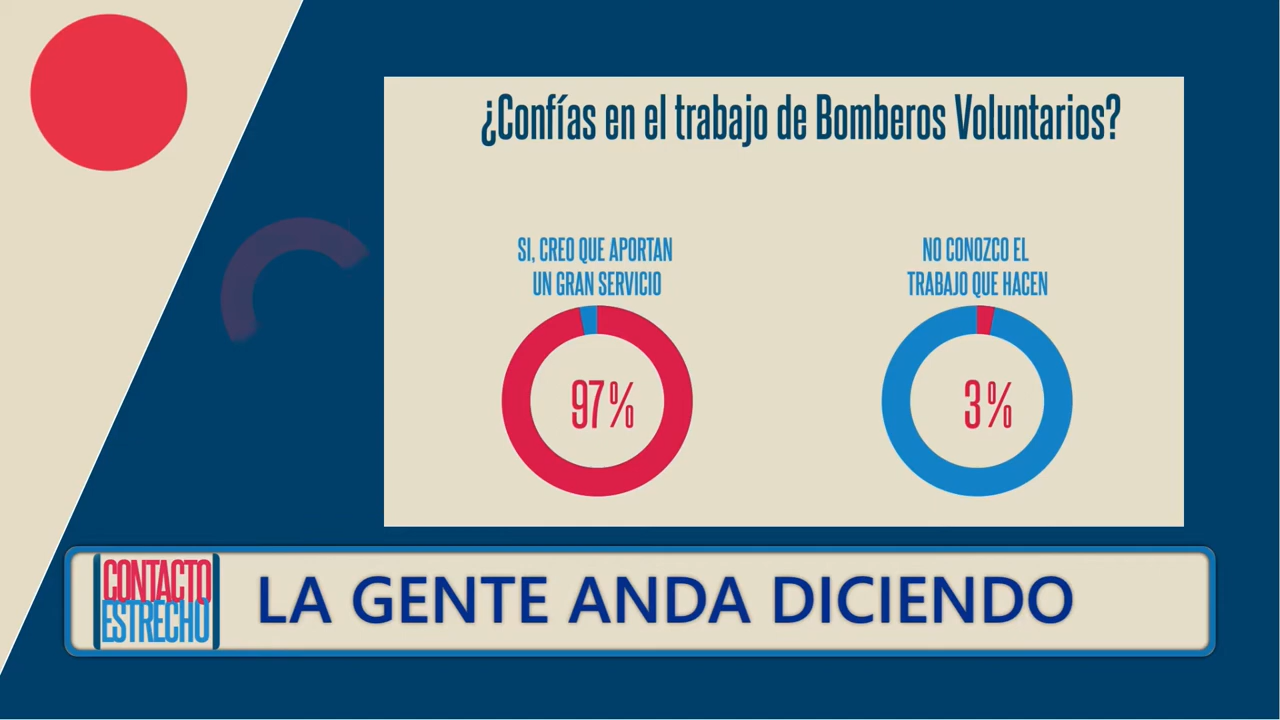 ¿Confías en el trabajo de Bomberos Voluntarios?
SI, CREO QUE APORTAN
UN GRAN SERVICIO
97%
NO CONOZCO EL
TRABAJO QUE HACEN
3%
CONTACTO
ESTRECHO
LA GENTE ANDA DICIENDO